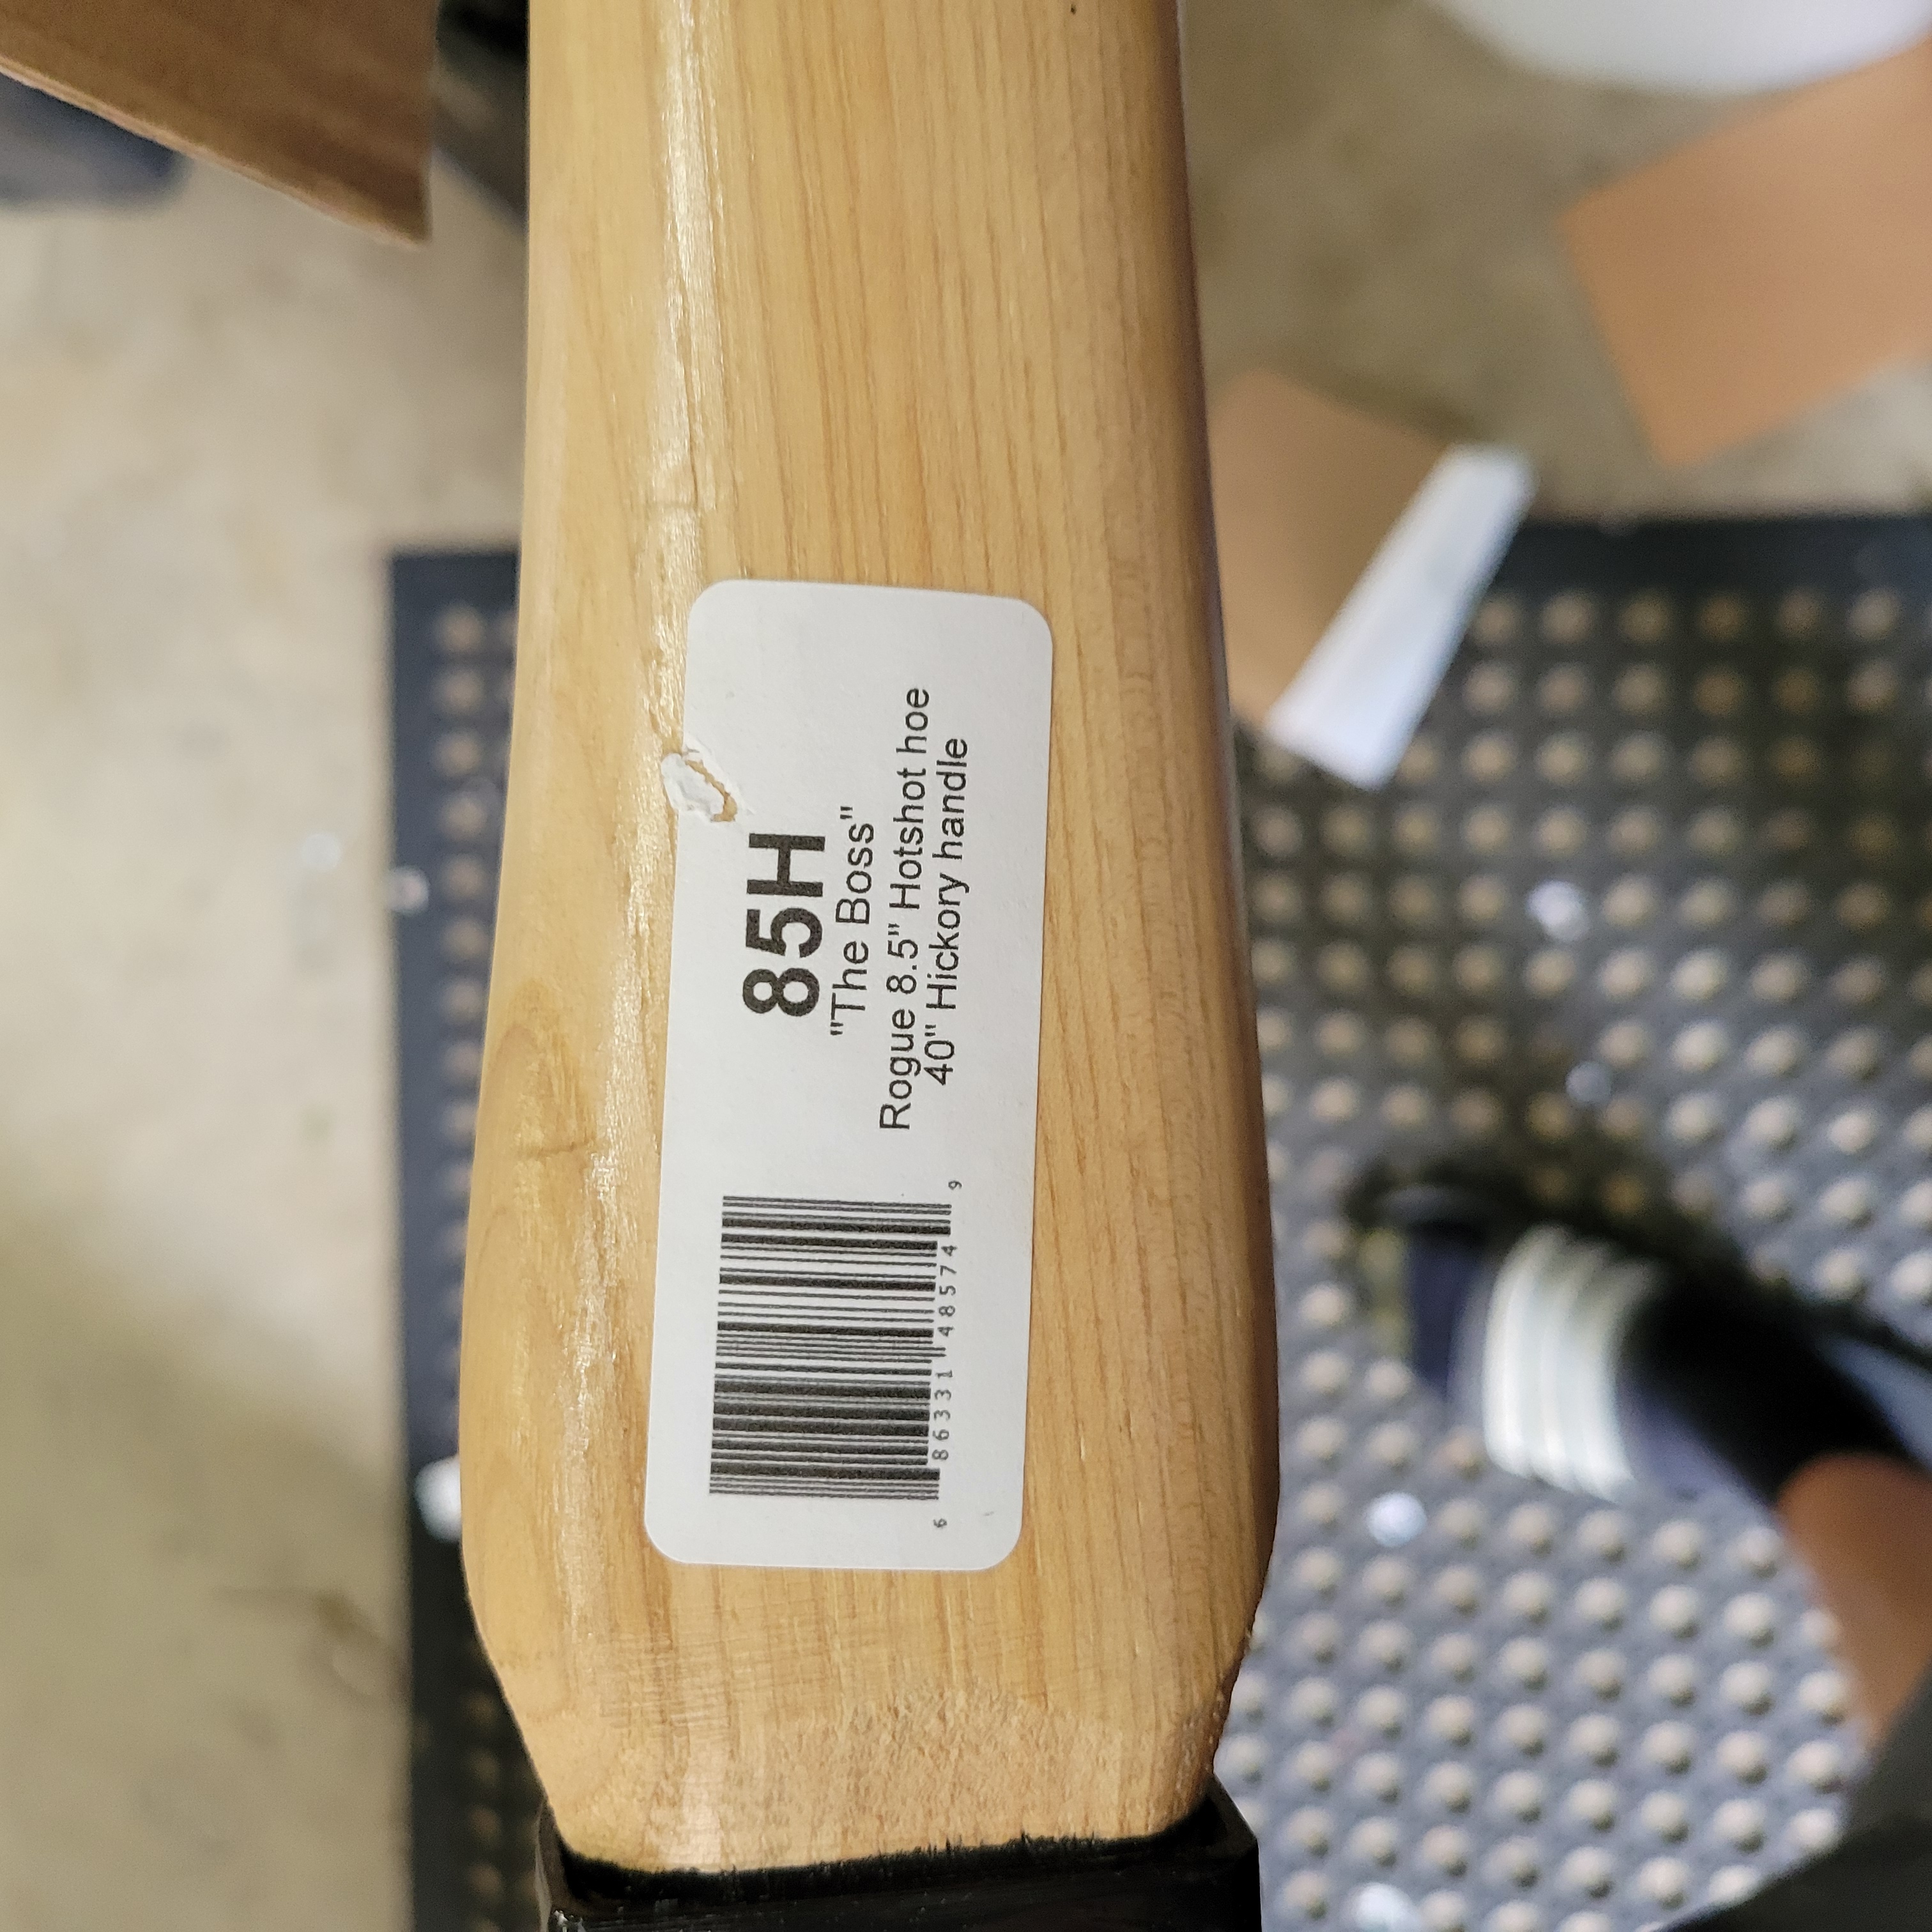 85H
"The Boss"
Rogue 8.5" Hotshot hoe
40" Hickory handle
6 86331 48574 9